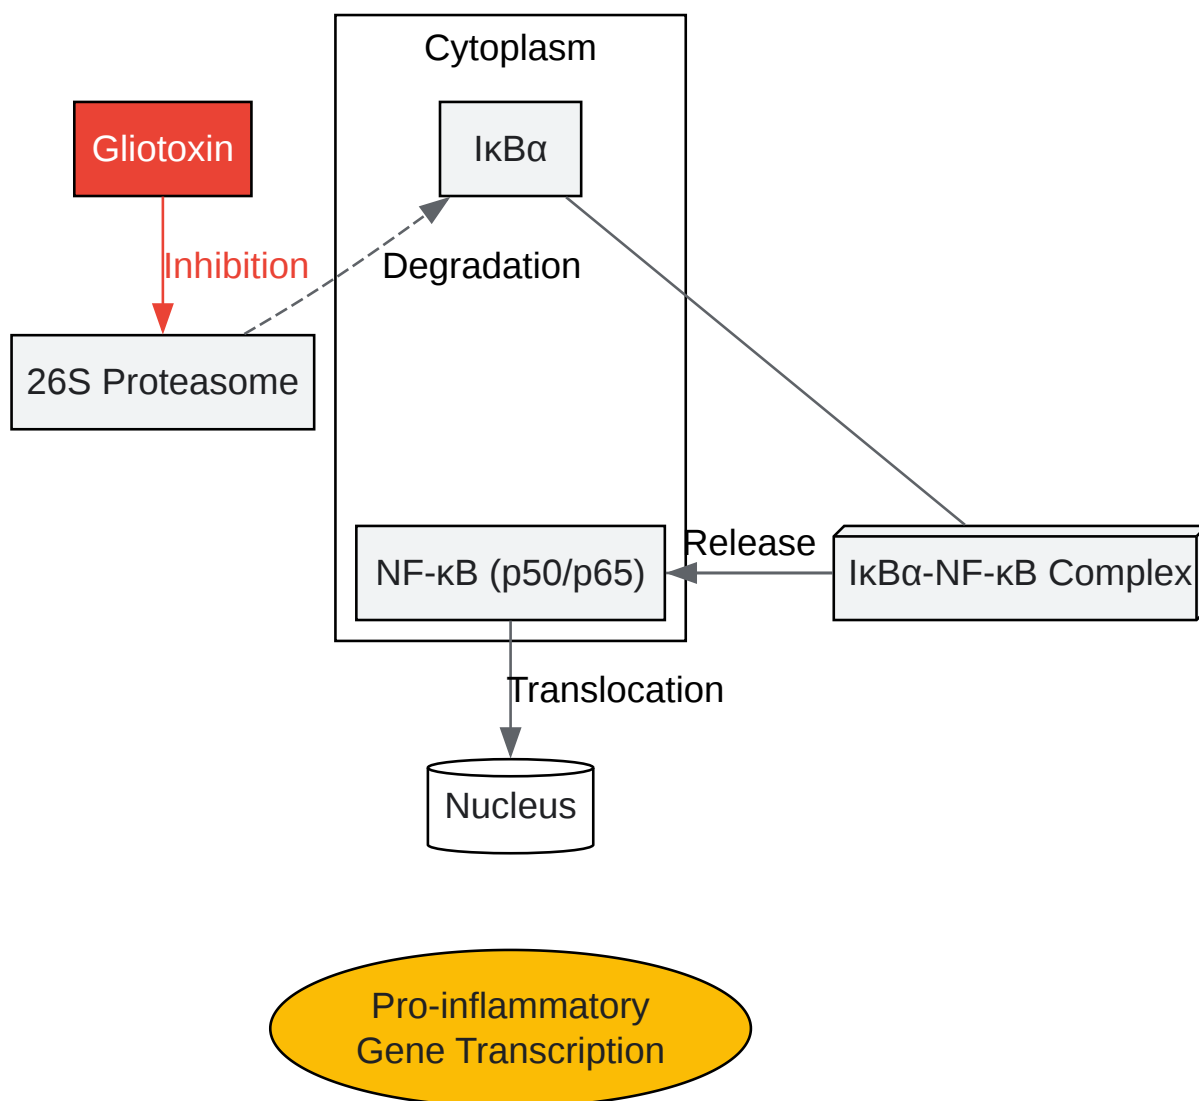 Cytoplasm
Gliotoxin
IκBα
Inhibition
Degradation
26S Proteasome
Release
NF-κB (p50/p65)
IκBα-NF-κB Complex
Translocation
Nucleus
Pro-inflammatory
Gene Transcription